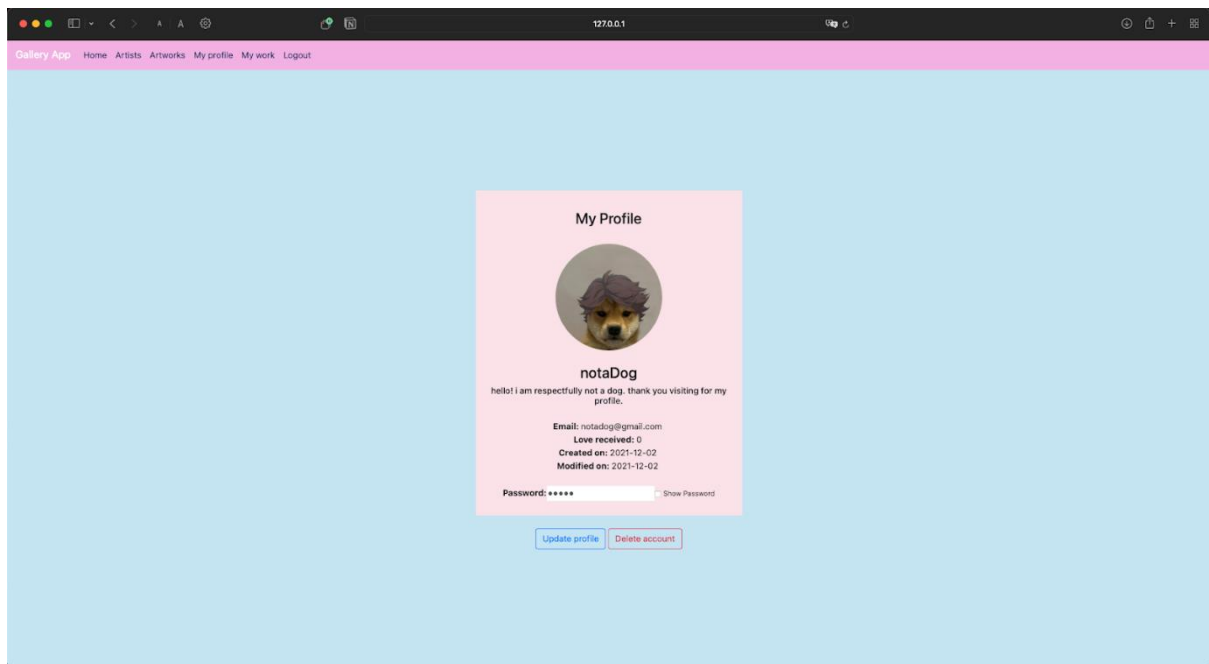 127.0.0.1
Gallery App Home Artists Artworks My profile My work Logout
My Profile
notaDog
hello! i am respectfully not a dog. thank you visiting for my
profile.
Email: notadog@gmail.com
Love received: 0
Created on: 2021-12-02
Modified on: 2021-12-02
Password: ●●●●● Show Password
Update profile Delete account